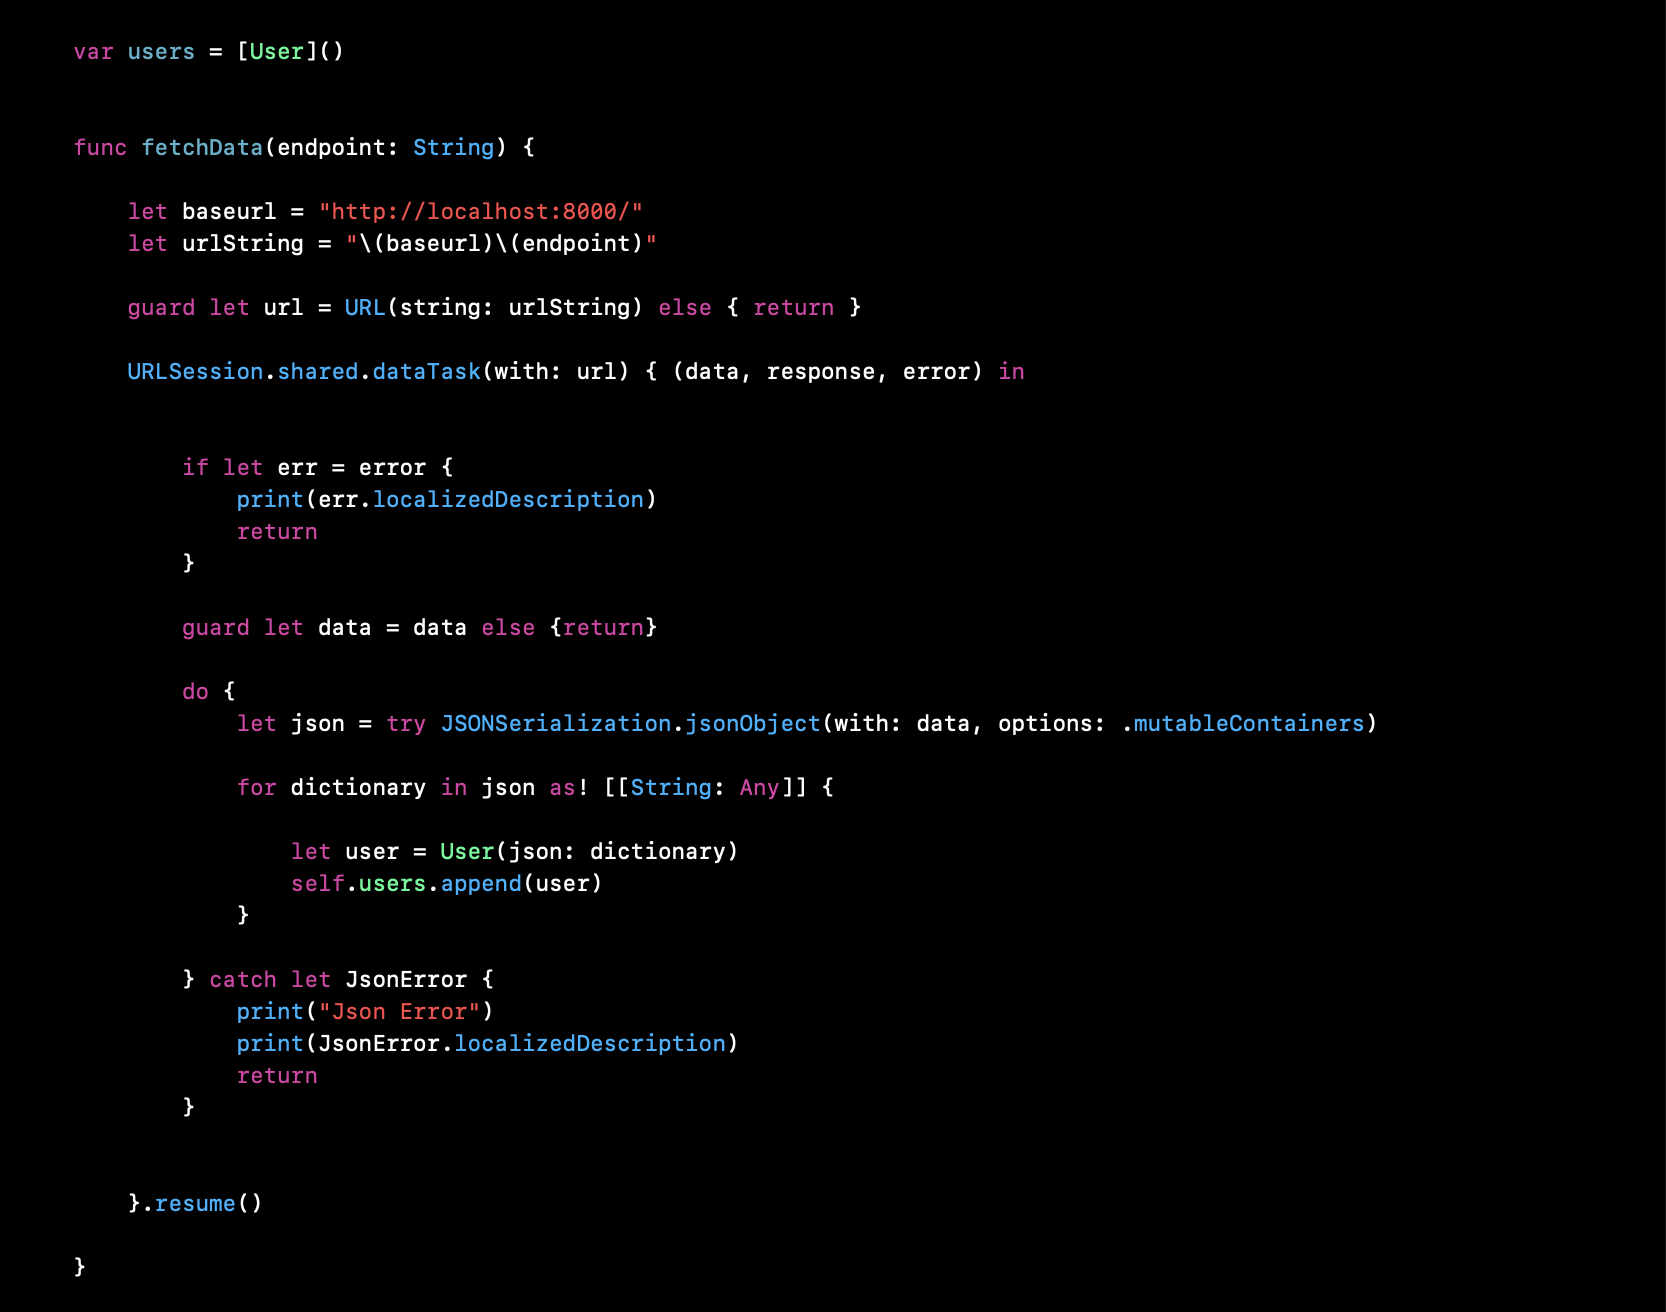 var users = [User]()
func fetchData(endpoint: String) {
let baseurl = "http://localhost:8000/"
let urlString = "\(baseurl)\(endpoint)"
guard let url = URL(string: urlString) else { return }
URLSession.shared.dataTask(with: url) { (data, response, error) in
if let err = error {
print(err.localizedDescription)
return
}
guard let data = data else {return}
do {
let json = try JSONSerialization.jsonObject(with: data, options: .mutableContainers)
for dictionary in json as! [[String: Any]] {
let user = User(json: dictionary)
self.users.append(user)
}
} catch let JsonError {
print("Json Error")
print(JsonError.localizedDescription)
return
}
}.resume()
}